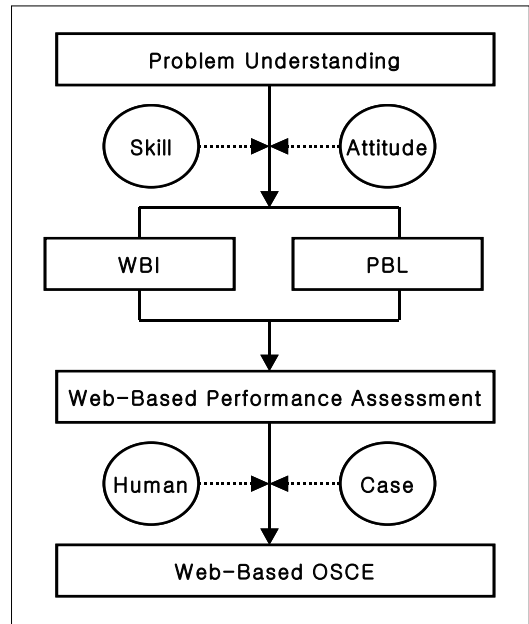 Problem Understanding
Skill
Attitude
WBI
PBL
Web-Based Performance Assessment
Human
Case
Web-Based OSCE